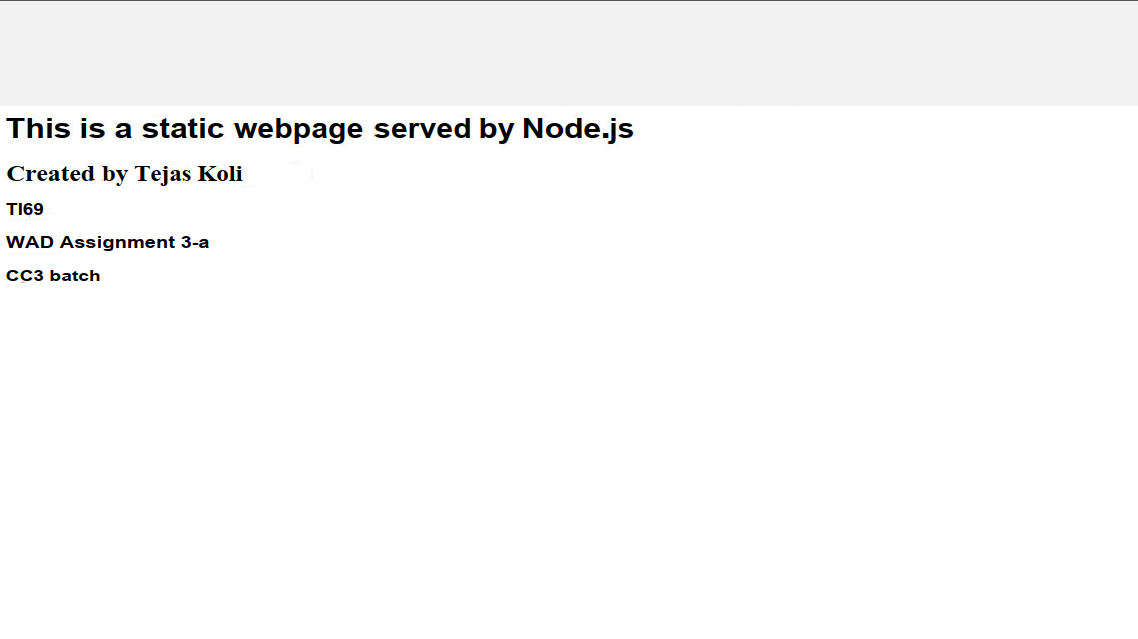 This is a static webpage served by Node.js
Created by Tejas Koli
TI69
WAD Assignment 3-a
CC3 batch